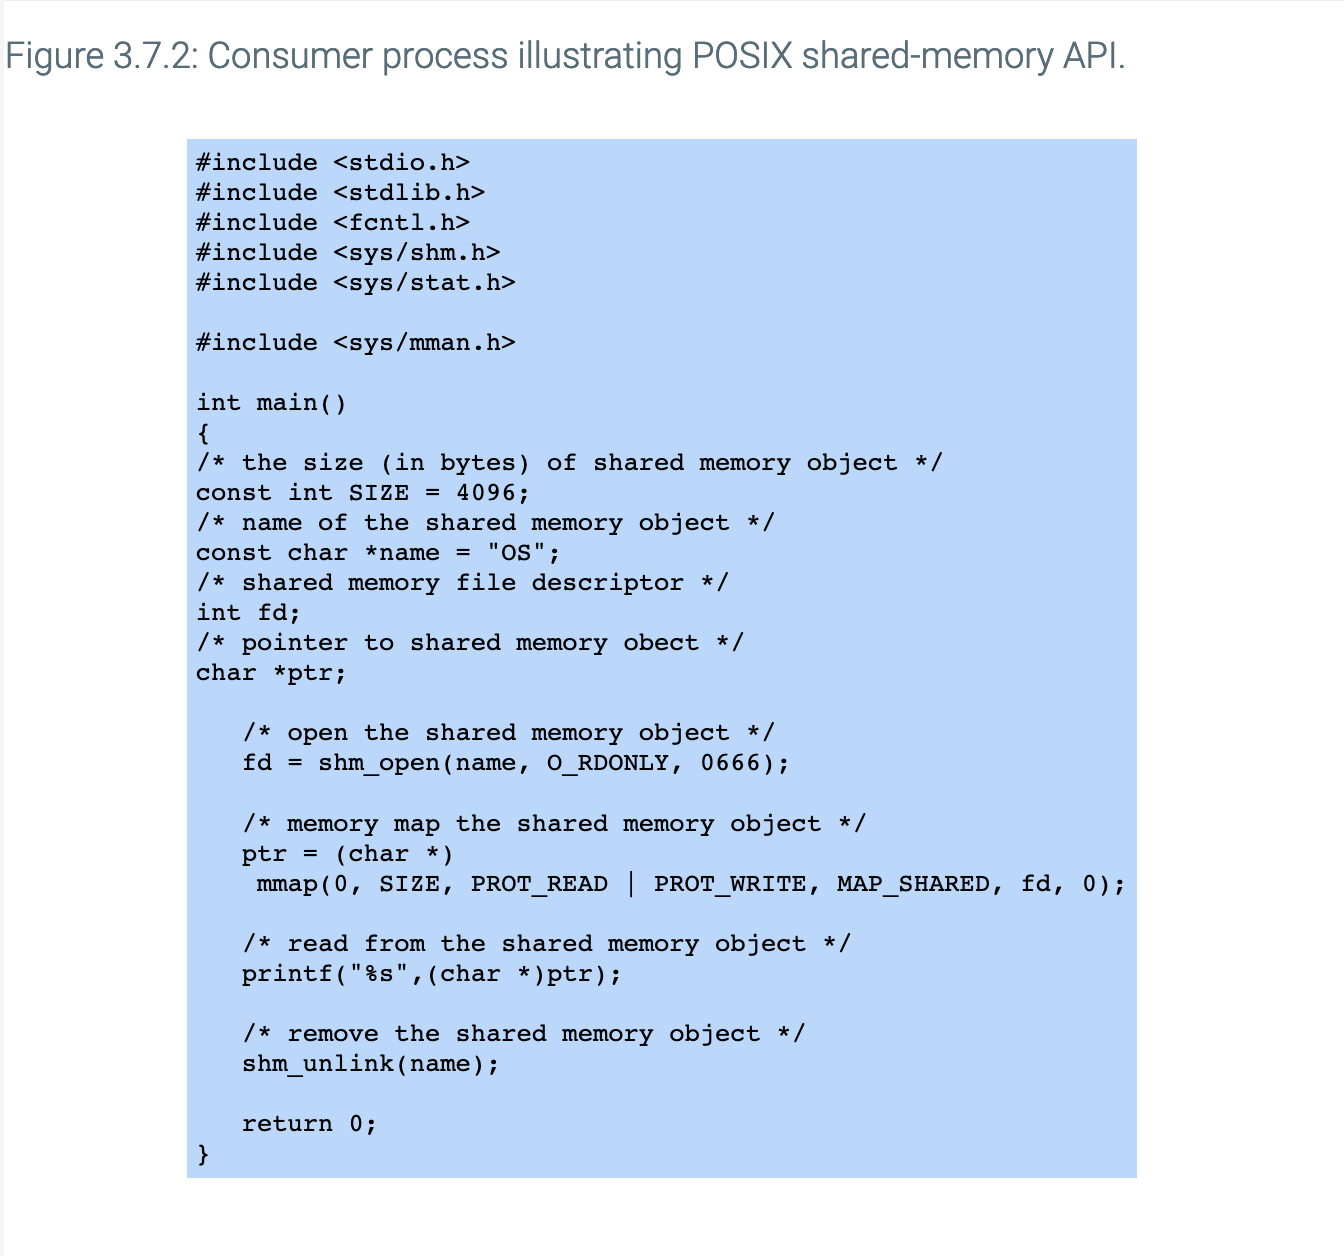 Figure 3.7.2: Consumer process illustrating POSIX shared-memory API.
#include <stdio.h>
#include <stdlib.h>
#include <fcntl.h>
#include <sys/shm.h>
#include <sys/stat.h>
#include <sys/mman.h>
int main()
{
/* the size (in bytes) of shared memory object */
const int SIZE = 4096;
/* name of the shared memory object */
const char *name = "OS";
/* shared memory file descriptor */
int fd;
/* pointer to shared memory obect */
char *ptr;
/* open the shared memory object */
fd = shm_open(name, O_RDONLY, 0666);
/* memory map the shared memory object */
ptr = (char *)
mmap(0, SIZE, PROT_READ | PROT_WRITE, MAP_SHARED, fd, 0);
/* read from the shared memory object */
printf("%s",(char *)ptr);
/* remove the shared memory object */
shm_unlink(name);
return 0;
}